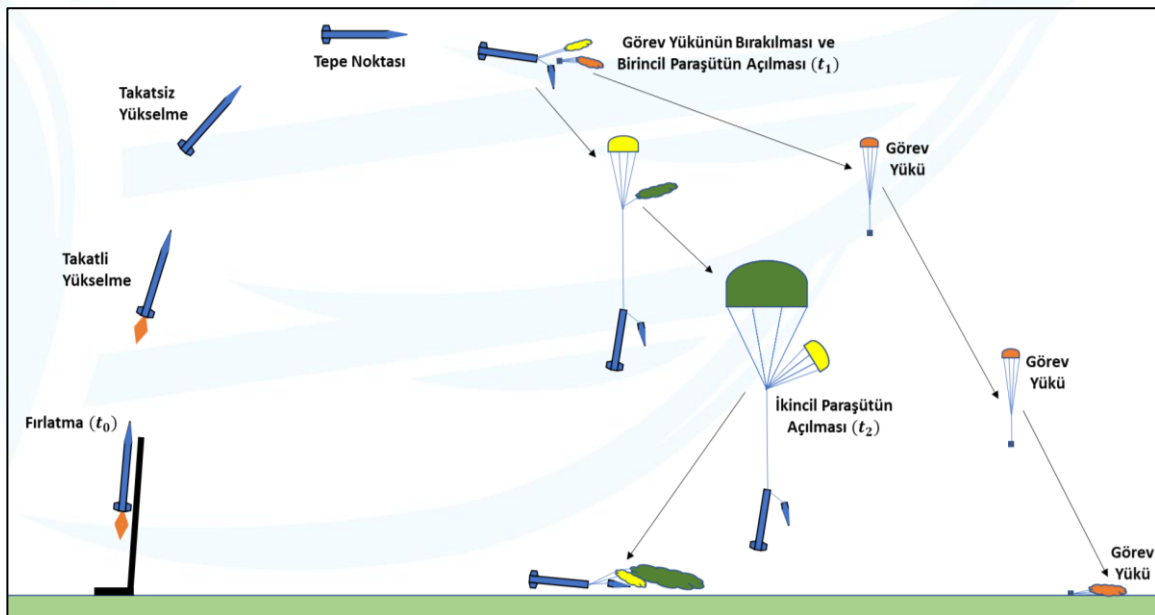 Tepe Noktası
Görev Yükünün Bırakılması ve
Birincil Paraşütün Açılması (t₁)
Takatsiz
Yükselme
Görev
Yükü
Takatli
Yükselme
Görev
Yükü
İkincil Paraşütün
Açılması (t₂)
Fırlatma (t₀)
Görev
Yükü